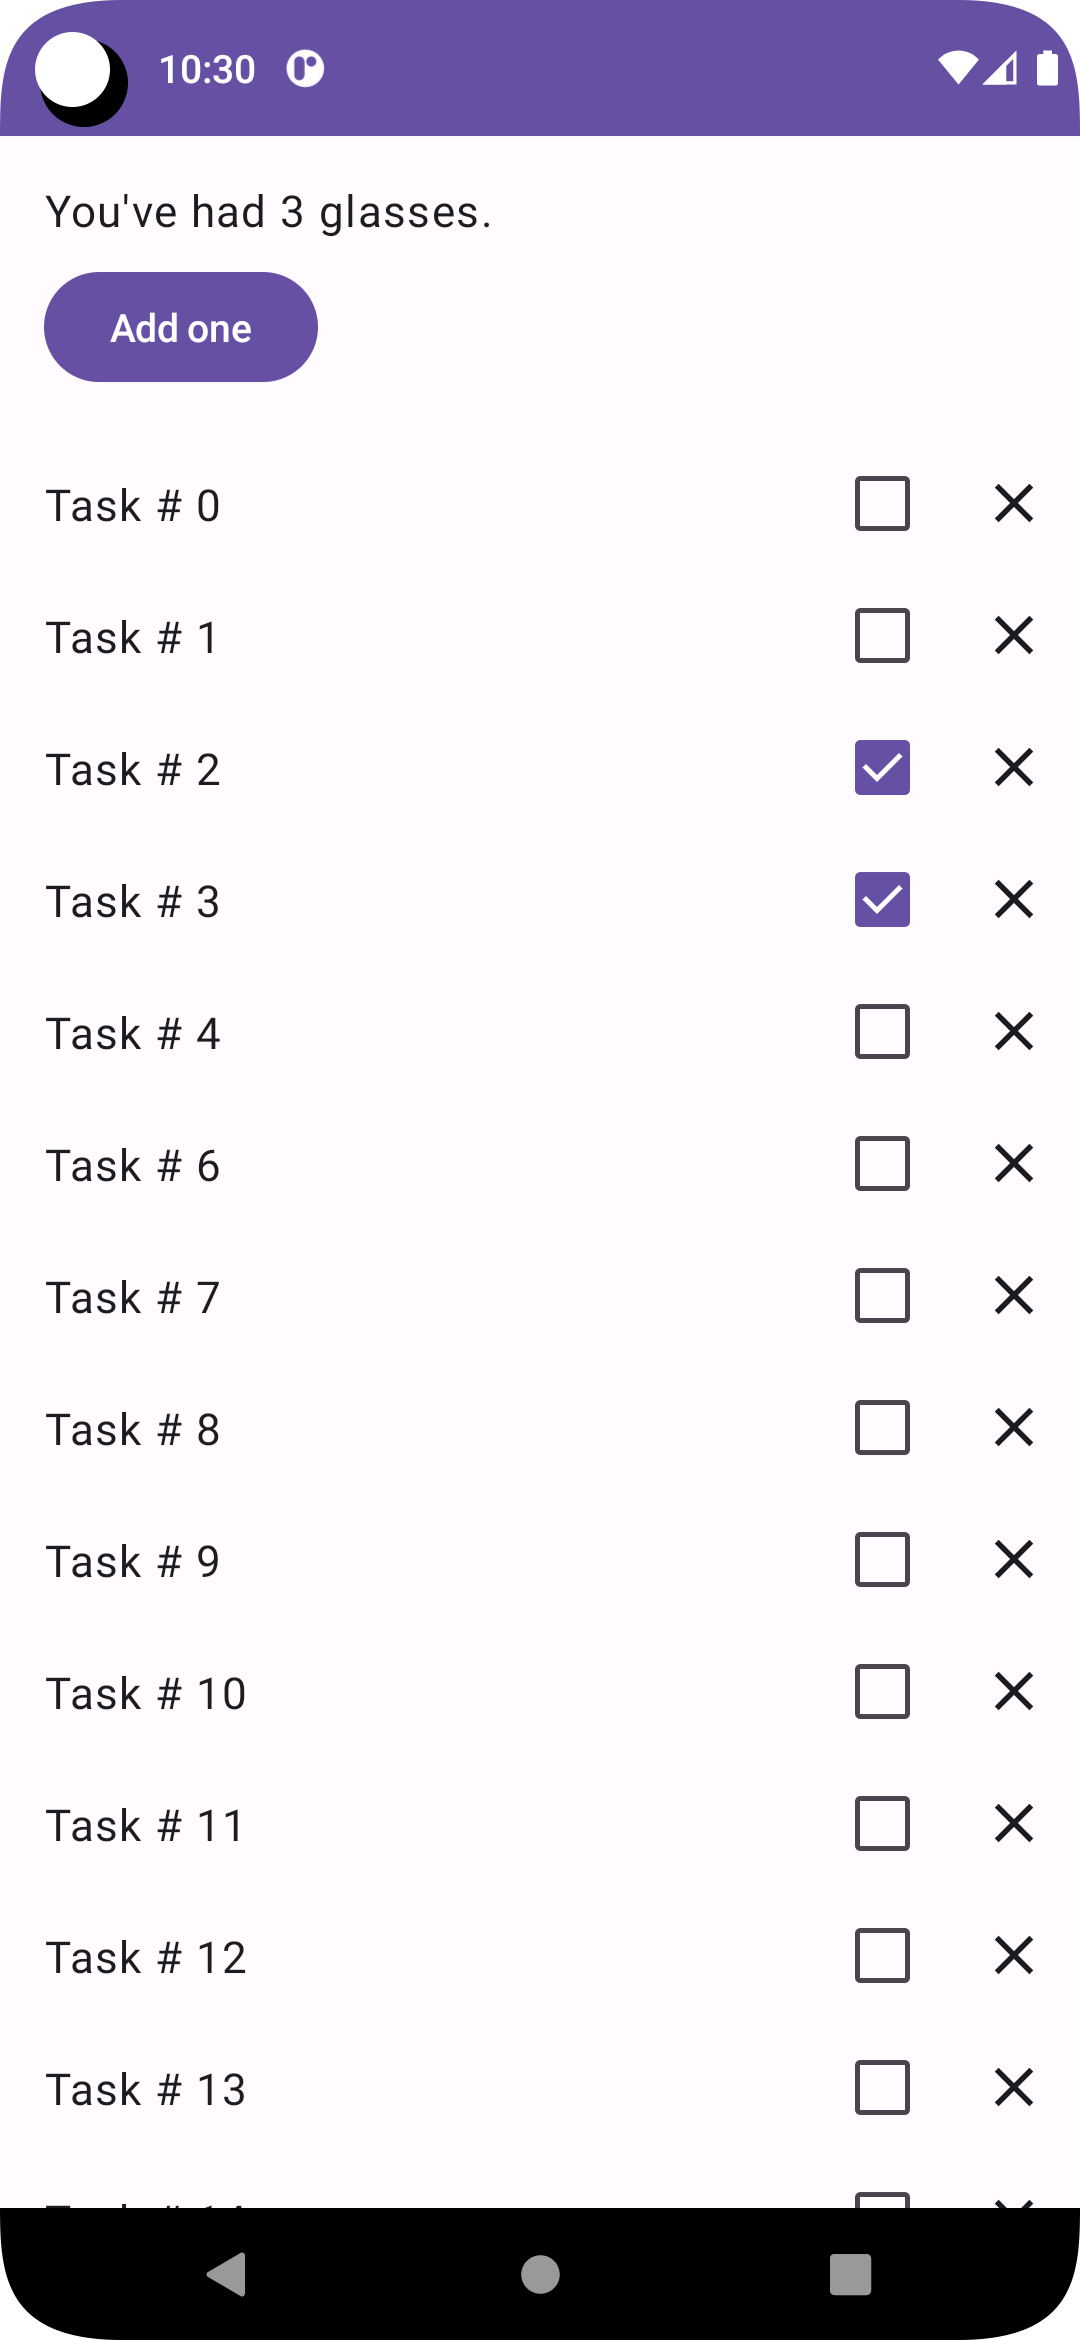 10:30
You've had 3 glasses.
Add one
Task # 0
Task # 1
Task # 2
Task # 3
Task # 4
Task # 6
Task # 7
Task # 8
Task # 9
Task # 10
Task # 11
Task # 12
Task # 13